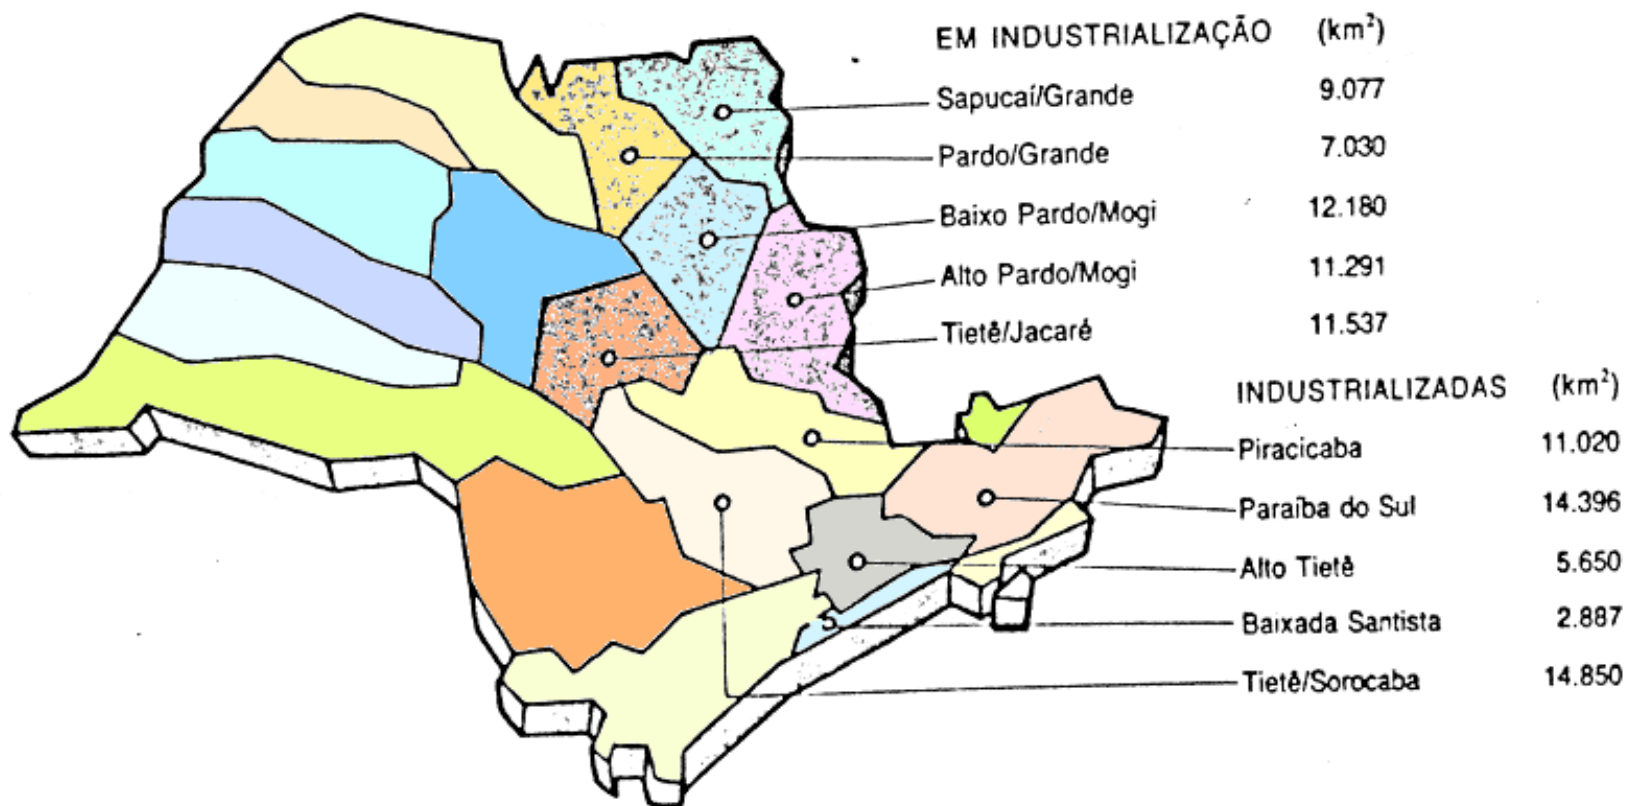 EM INDUSTRIALIZAÇÃO (km²)
Sapucaí/Grande 9.077
Pardo/Grande 7.030
Baixo Pardo/Mogi 12.180
Alto Pardo/Mogi 11.291
Tietê/Jacaré 11.537
INDUSTRIALIZADAS (km²)
Piracicaba 11.020
Paraíba do Sul 14.396
Alto Tietê 5.650
Baixada Santista 2.887
Tietê/Sorocaba 14.850